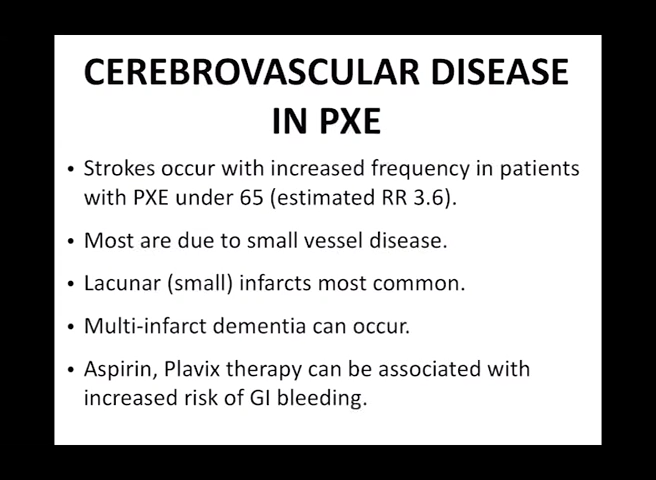 CEREBROVASCULAR DISEASE
IN PXE
• Strokes occur with increased frequency in patients
with PXE under 65 (estimated RR 3.6).
• Most are due to small vessel disease.
• Lacunar (small) infarcts most common.
• Multi-infarct dementia can occur.
• Aspirin, Plavix therapy can be associated with
increased risk of GI bleeding.